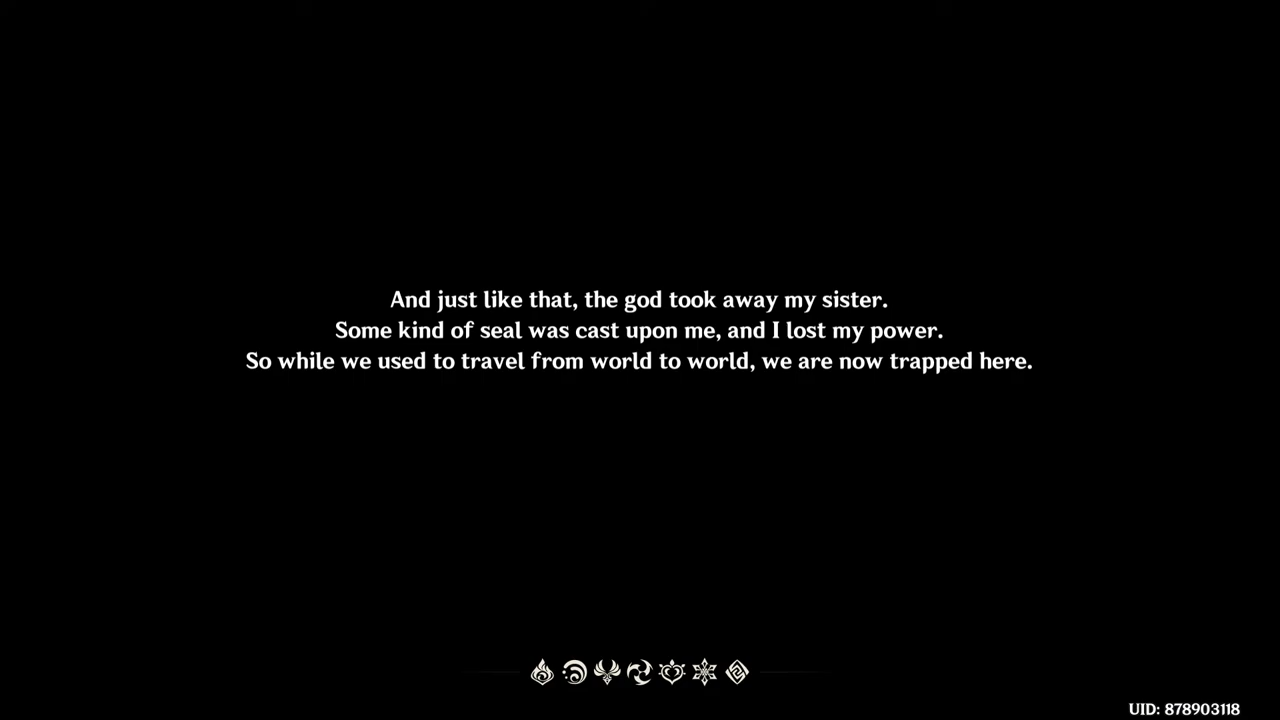 And just like that, the god took away my sister.
Some kind of seal was cast upon me, and I lost my power.
So while we used to travel from world to world, we are now trapped here.
UID: 878903118